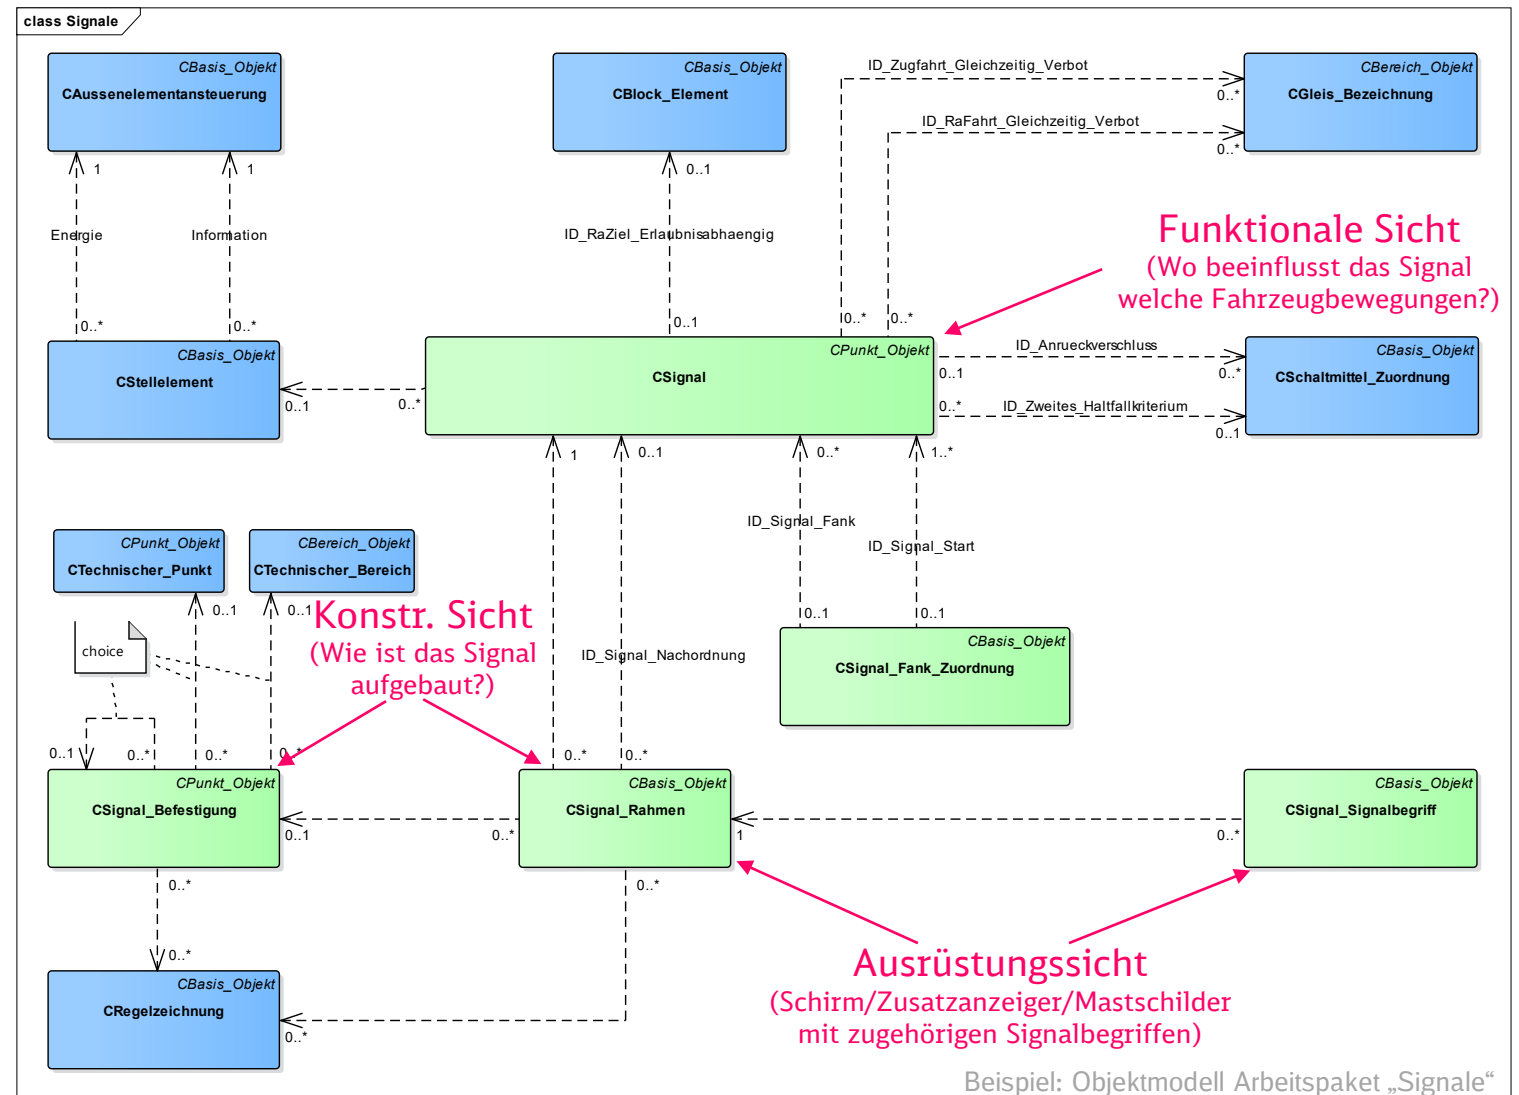 class Signale
CBasis_Objekt
CAussenelementansteuerung
CBasis_Objekt
CBlock_Element
ID_Zugfahrt_Gleichzeitig_Verbot
0..*
CBereich_Objekt
CGleis_Bezeichnung
ID_RaFahrt_Gleichzeitig_Verbot
0..*
1
1
0..1
Energie
Information
ID_RaZiel_Erlaubnisabhaengig
Funktionale Sicht
(Wo beeinflusst das Signal
welche Fahrzeugbewegungen?)
0..*
0..*
0..1
0..*
0..*
CBasis_Objekt
CStellelement
0..1
0..*
CPunkt_Objekt
CSignal
ID_Anrueckverschluss
0..1
0..*
ID_Zweites_Haltfallkriterium
0..*
0..1
CBasis_Objekt
CSchaltmittel_Zuordnung
1
0..1
0..*
1..*
ID_Signal_Fank
ID_Signal_Start
CPunkt_Objekt
CTechnischer_Punkt
CBereich_Objekt
CTechnischer_Bereich
0..1
0..1
Konstr. Sicht
(Wie ist das Signal
aufgebaut?)
choice
ID_Signal_Nachordnung
0..1
0..1
CBasis_Objekt
CSignal_Fank_Zuordnung
0..1
0..*
0..*
0..*
0..*
0..*
CPunkt_Objekt
CSignal_Befestigung
0..1
0..*
CBasis_Objekt
CSignal_Rahmen
1
0..*
CBasis_Objekt
CSignal_Signalbegriff
0..*
0..*
0..*
CBasis_Objekt
CRegelzeichnung
0..*
Ausrüstungssicht
(Schirm/Zusatzanzeiger/Mastschilder
mit zugehörigen Signalbegriffen)
Beispiel: Objektmodell Arbeitspaket „Signale“